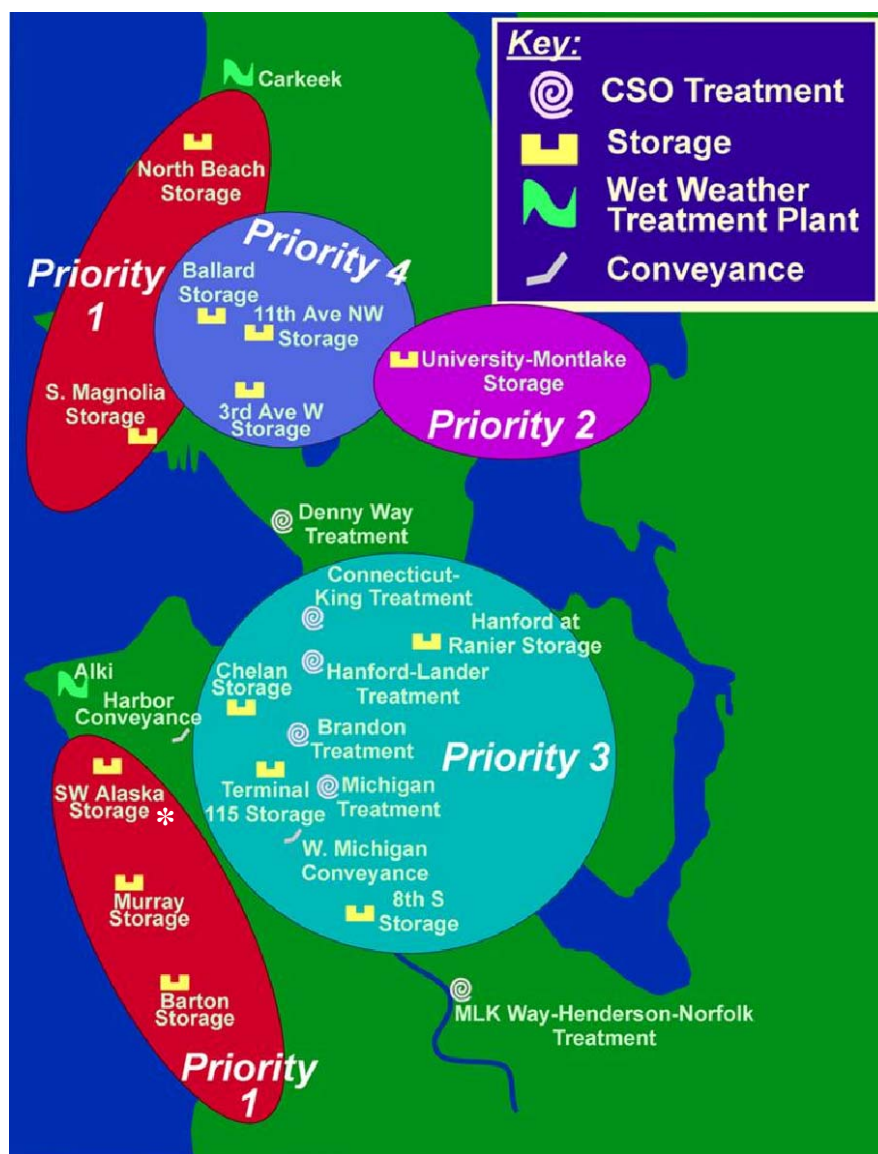 Key:
CSO Treatment
Storage
Wet Weather
Treatment Plant
Conveyance
Carkeek
North Beach
Storage
Priority
1
Priority 4
Ballard
Storage
11th Ave NW
Storage
3rd Ave W
Storage
S. Magnolia
Storage
University-Montlake
Storage
Priority 2
Denny Way
Treatment
Connecticut-
King Treatment
Hanford at
Ranier Storage
Hanford-Lander
Treatment
Chelan
Storage
Brandon
Treatment
Priority 3
Terminal
115 Storage
Michigan
Treatment
W. Michigan
Conveyance
8th S
Storage
Alki
Harbor
Conveyance
SW Alaska
Storage *
Murray
Storage
Barton
Storage
Priority
1
MLK Way-Henderson-Norfolk
Treatment